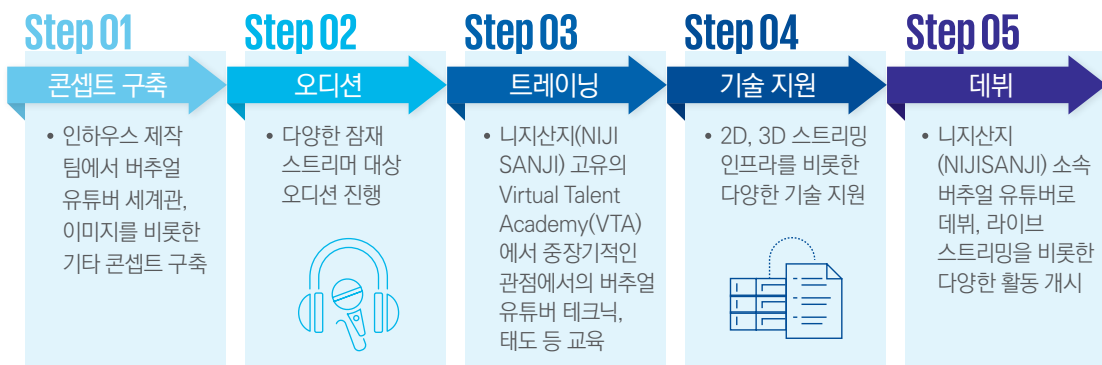 Step 01
콘셉트 구축
• 인하우스 제작
팀에서 버추얼
유튜버 세계관,
이미지를 비롯한
기타 콘셉트 구축
Step 02
오디션
• 다양한 잠재
스트리머 대상
오디션 진행
Step 03
트레이닝
• 니지산지(NIJI
SANJI) 고유의
Virtual Talent
Academy(VTA)
에서 중장기적인
관점에서의 버추얼
유튜버 테크닉,
태도 등 교육
Step 04
기술 지원
• 2D, 3D 스트리밍
인프라를 비롯한
다양한 기술 지원
Step 05
데뷔
• 니지산지
(NIJISANJI) 소속
버추얼 유튜버로
데뷔, 라이브
스트리밍을 비롯한
다양한 활동 개시